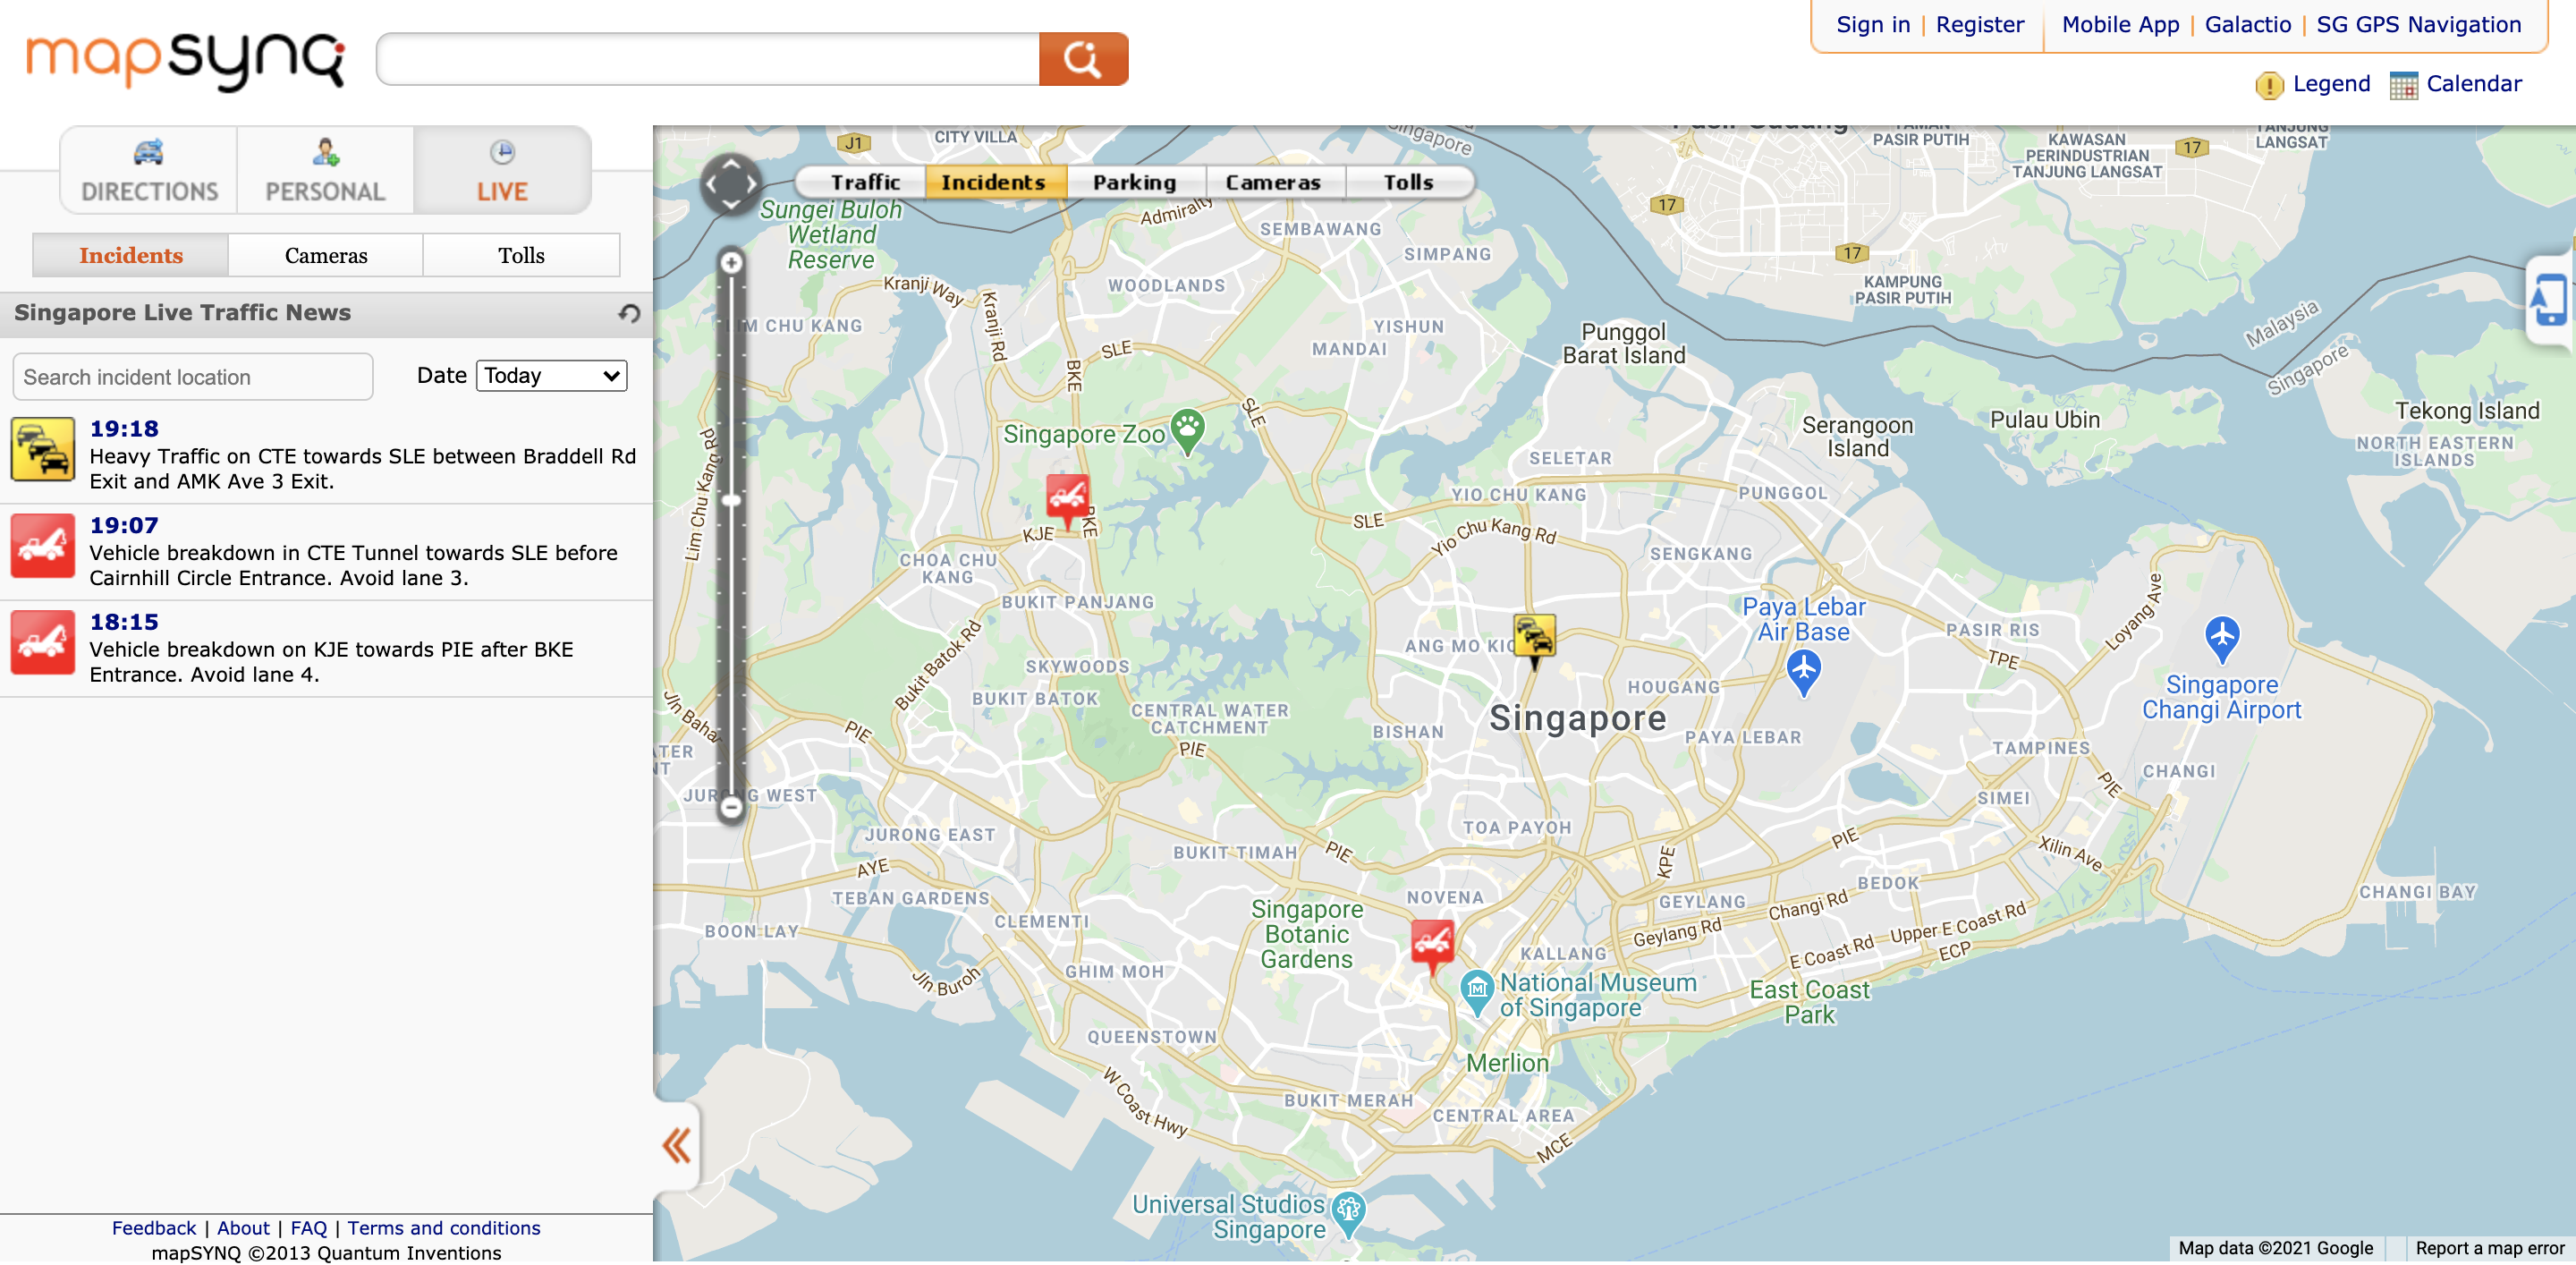 mapsynq
Sign in | Register
Mobile App | Galactio | SG GPS Navigation
Legend
Calendar
DIRECTIONS
PERSONAL
LIVE
Incidents
Cameras
Tolls
Singapore Live Traffic News
Search incident location
Date
Today
19:18
Heavy Traffic on CTE towards SLE between Braddell Rd
Exit and AMK Ave 3 Exit.
19:07
Vehicle breakdown in CTE Tunnel towards SLE before
Cairnhill Circle Entrance. Avoid lane 3.
18:15
Vehicle breakdown on KJE towards PIE after BKE
Entrance. Avoid lane 4.
Feedback | About | FAQ | Terms and conditions
mapSYNQ ©2013 Quantum Inventions
Traffic
Incidents
Parking
Cameras
Tolls
J1
CITY VILLA
Singapore
PASIR PUTIH
KAWASAN
PERINDUSTRIAN
TANJUNG LANGSAT
17
TANJUNG
LANGSAT
Sungei Buloh
Wetland
Reserve
Admiralty
SEMBAWANG
SIMPANG
17
17
KAMPUNG
PASIR PUTIH
Kranji Way
Kranji Rd
WOODLANDS
LIM CHU KANG
YISHUN
MANDAI
Punggol
Barat Island
Malaysia
Singapore
SLE
BKE
SLE
Singapore Zoo
Serangoon
Island
Pulau Ubin
Tekong Island
NORTH EASTERN
ISLANDS
SELETAR
Lim Chu Kang Rd
YIO CHU KANG
PUNGGOL
SLE
KJE
BKE
Yio Chu Kang Rd
SENGKANG
CHOA CHU
KANG
BUKIT PANJANG
Paya Lebar
Air Base
PASIR RIS
Loyang Ave
TPE
ANG MO KIO
SKYWOODS
Bukit Batok Rd
BUKIT BATOK
HOUGANG
Singapore
Changi Airport
Jln Bahar
PIE
CENTRAL WATER
CATCHMENT
PIE
BISHAN
Singapore
PAYA LEBAR
TAMPINES
CHANGI
PIE
JURONG WEST
SIMEI
JURONG EAST
TOA PAYOH
BUKIT TIMAH
PIE
PIE
KPE
Xilin Ave
AYE
TEBAN GARDENS
CLEMENTI
NOVENA
GEYLANG
Changi Rd
BEDOK
CHANGI BAY
BOON LAY
Singapore
Botanic
Gardens
Geylang Rd
Upper E Coast Rd
E Coast Rd
ECP
KALLANG
Jln Buroh
GHIM MOH
National Museum
of Singapore
East Coast
Park
QUEENSTOWN
Merlion
W Coast Hwy
BUKIT MERAH
CENTRAL AREA
MCE
Universal Studios
Singapore
Map data ©2021 Google
Report a map error